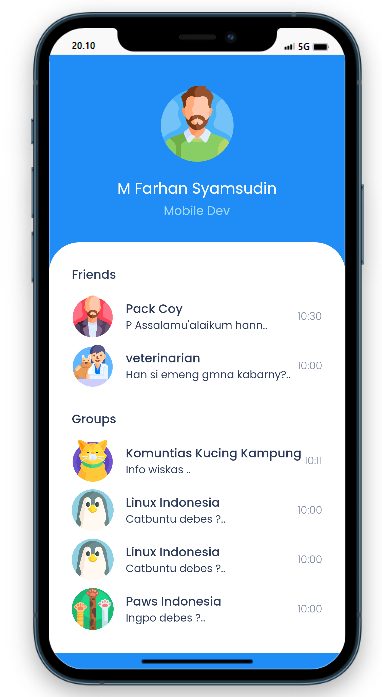 20.10
5G
M Farhan Syamsudin
Mobile Dev
Friends
Pack Coy
10:30
P Assalamu'alaikum hann..
veterinarian
10:00
Han si emeng gmna kabarny?..
Groups
Komuntias Kucing Kampung
10:11
Info wiskas ..
Linux Indonesia
10:00
Catbuntu debes ?..
Linux Indonesia
10:00
Catbuntu debes ?..
Paws Indonesia
10:00
Ingpo debes ?..